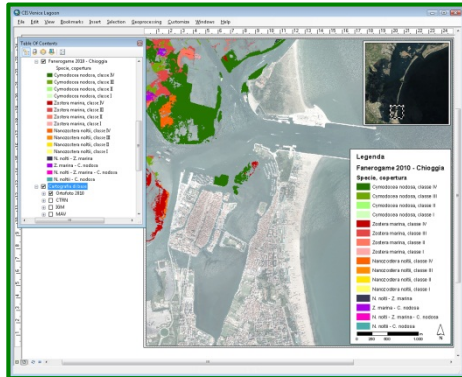 CEI Venice Lagoon
File Edit View Bookmarks Insert Selection Geoprocessing Customize Windows Help
Table Of Contents
Fanerogame 2010 - Chioggia
Specie, copertura
Cymodocea nodosa, classe IV
Cymodocea nodosa, classe III
Cymodocea nodosa, classe II
Cymodocea nodosa, classe I
Zostera marina, classe IV
Zostera marina, classe III
Zostera marina, classe II
Zostera marina, classe I
Nanozostera noltii, classe IV
Nanozostera noltii, classe III
Nanozostera noltii, classe II
Nanozostera noltii, classe I
N. noltii - Z. marina
Z. marina - C. nodosa
N. noltii - Z. marina - C. nodosa
N. noltii - C. nodosa
Cartografia di base
Ortofoto 2010
CTRN
IGM
MAV
Legenda
Fanerogame 2010 - Chioggia
Specie, copertura
Cymodocea nodosa, classe IV
Cymodocea nodosa, classe III
Cymodocea nodosa, classe II
Cymodocea nodosa, classe I
Zostera marina, classe IV
Zostera marina, classe III
Zostera marina, classe II
Zostera marina, classe I
Nanozostera noltii, classe IV
Nanozostera noltii, classe III
Nanozostera noltii, classe II
Nanozostera noltii, classe I
N. noltii - Z. marina
Z. marina - C. nodosa
N. noltii - Z. marina - C. nodosa
N. noltii - C. nodosa
N